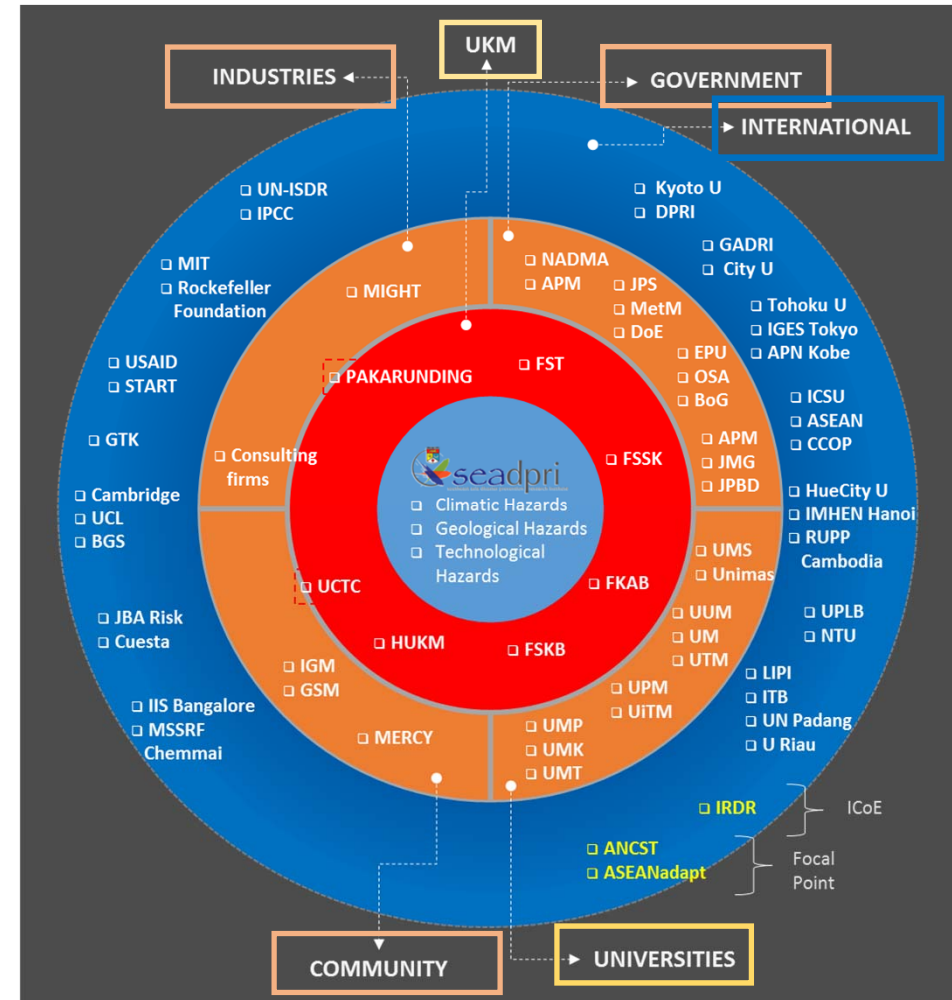 UKM
INDUSTRIES
GOVERNMENT
INTERNATIONAL
UN-ISDR
IPCC
MIT
Rockefeller
Foundation
USAID
START
GTK
Cambridge
UCL
BGS
JBA Risk
Cuesta
IIS Bangalore
MSSRF
Chemmai
Kyoto U
DPRI
GADRI
City U
Tohoku U
IGES Tokyo
APN Kobe
ICSU
ASEAN
CCOP
HueCity U
IMHEN Hanoi
RUPP
Cambodia
UPLB
NTU
LIPI
ITB
UN Padang
U Riau
IRDR
ICoE
ANCST
ASEANadapt
Focal
Point
MIGHT
Consulting
firms
NADMA
APM
JPS
MetM
DoE
EPU
OSA
BoG
APM
JMG
JPBD
UMS
Unimas
UUM
UM
UTM
UPM
UiTM
UMP
UMK
UMT
IGM
GSM
MERCY
PAKARUNDING
FST
FSSK
FKAB
FSKB
HUKM
UCTC
seadpri
Climatic Hazards
Geological Hazards
Technological
Hazards
COMMUNITY
UNIVERSITIES